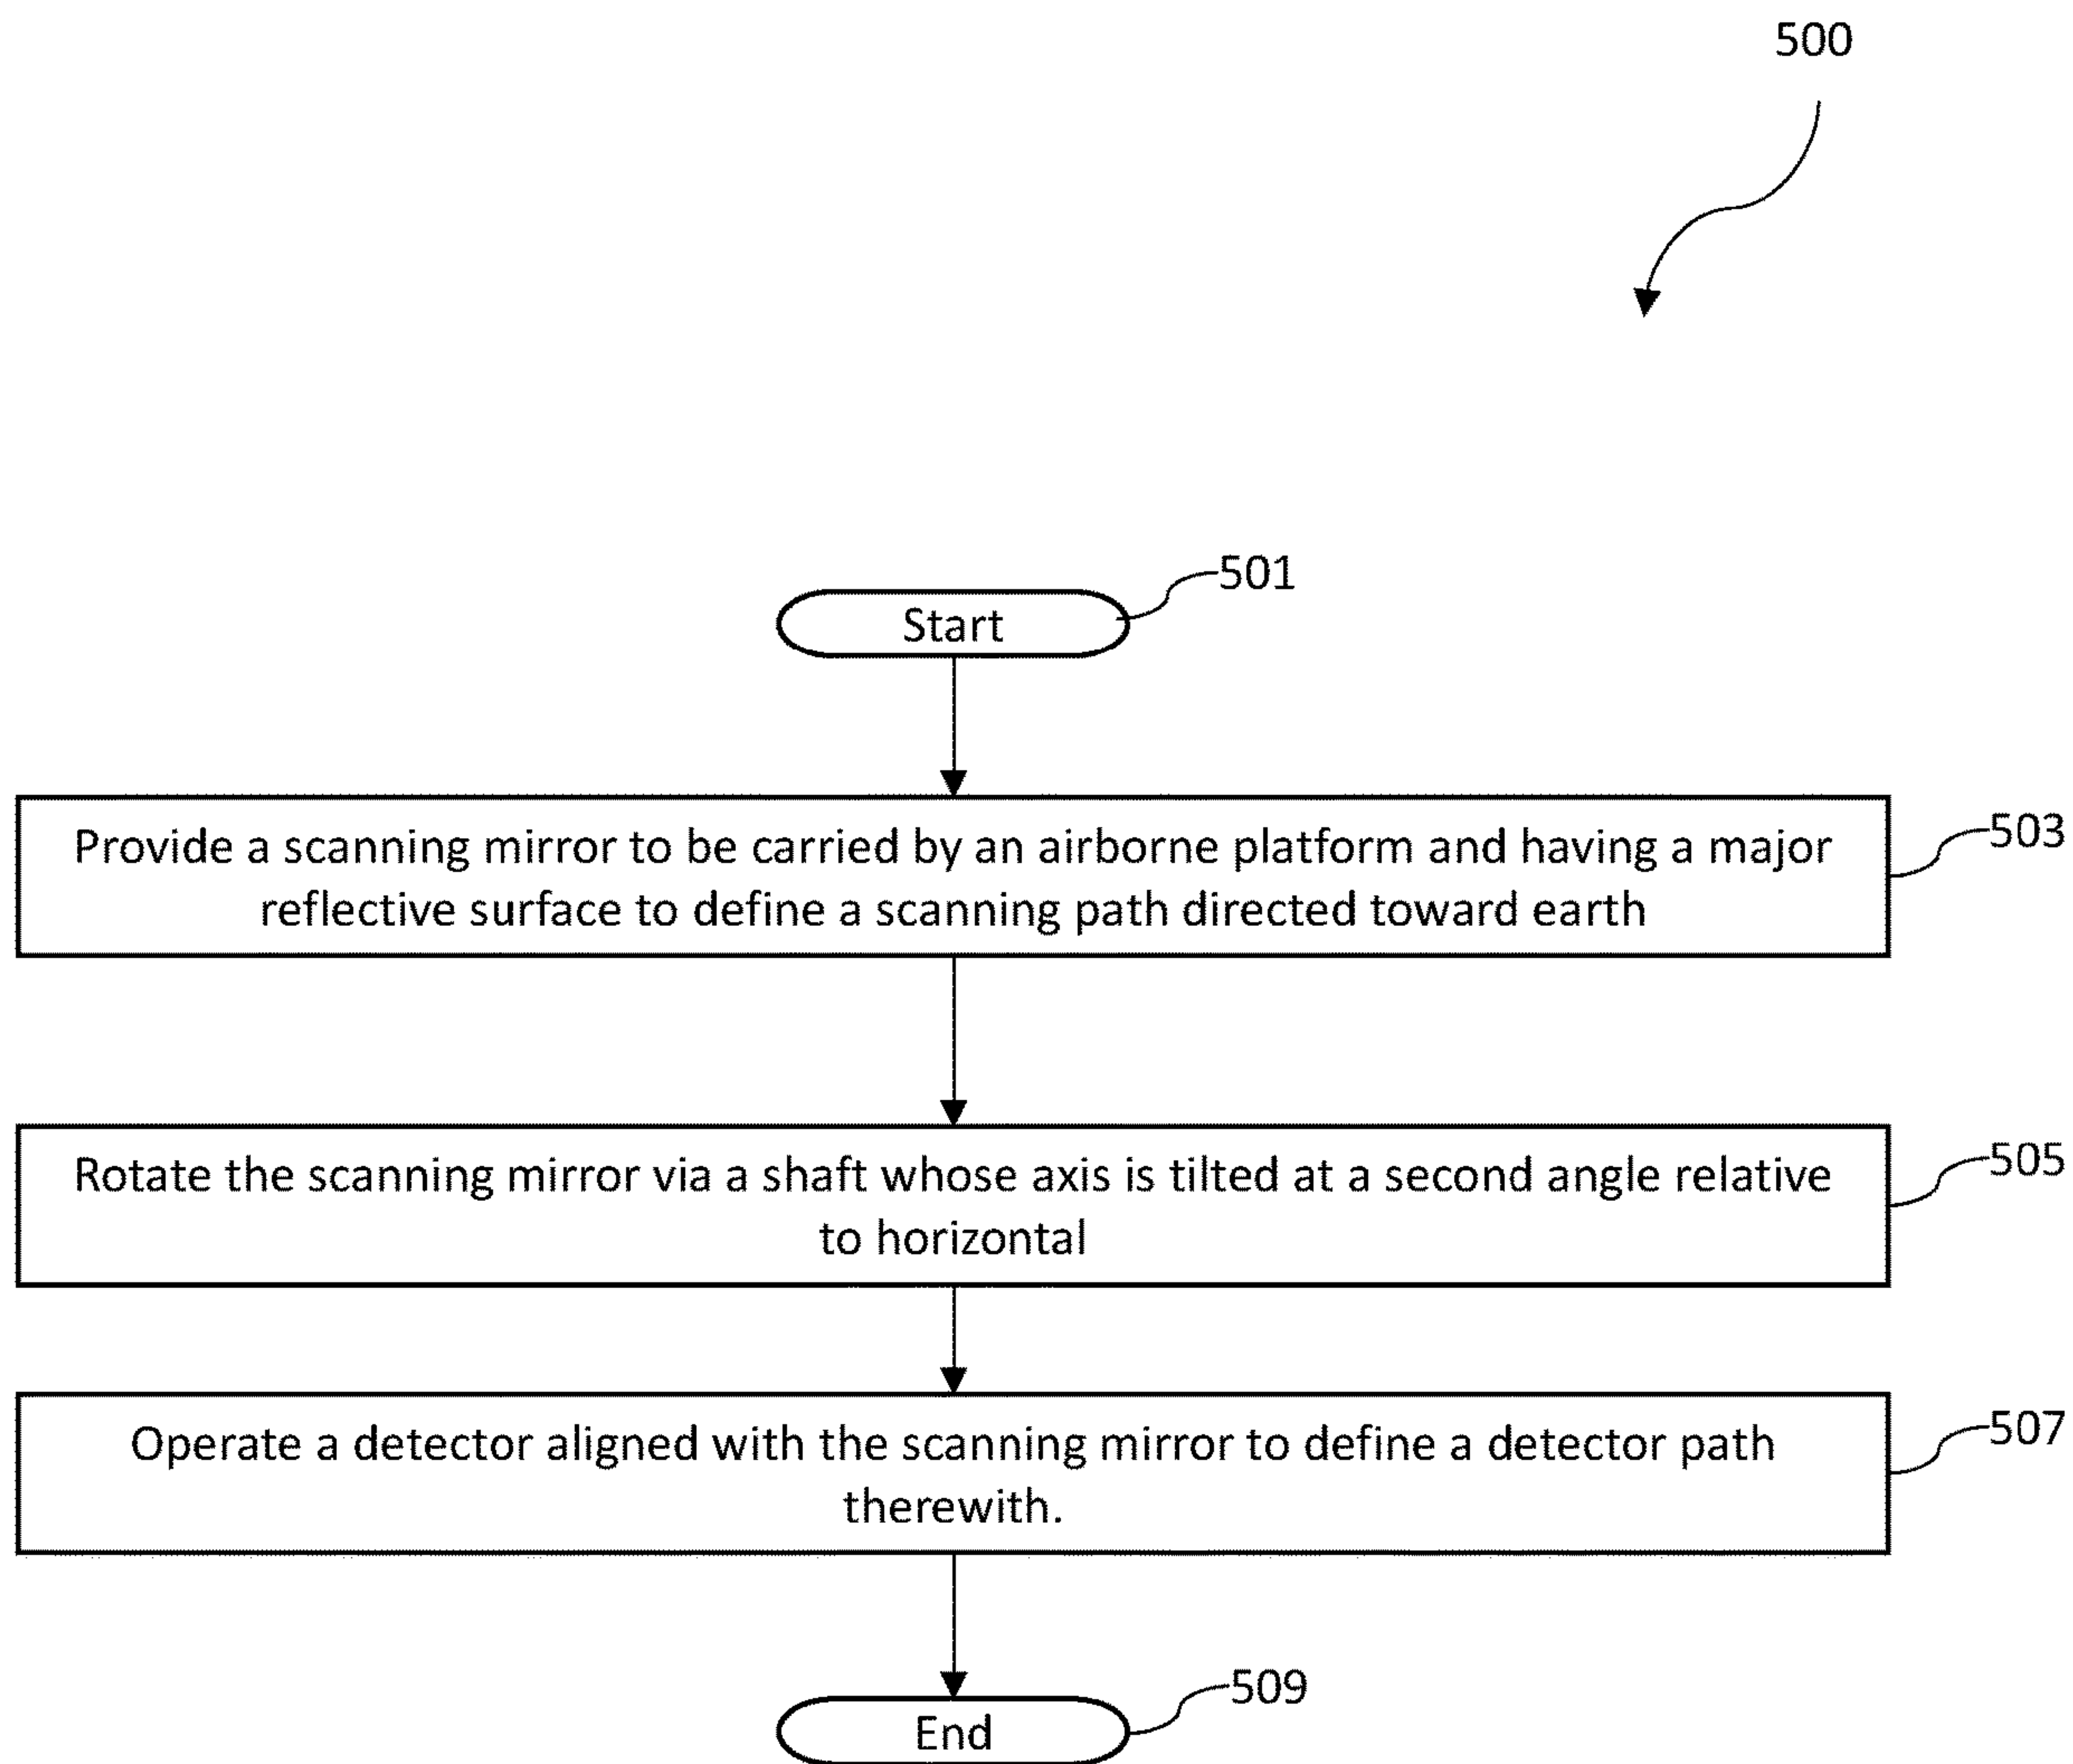 500
501
Start
503
Provide a scanning mirror to be carried by an airborne platform and having a major
reflective surface to define a scanning path directed toward earth
505
Rotate the scanning mirror via a shaft whose axis is tilted at a second angle relative
to horizontal
507
Operate a detector aligned with the scanning mirror to define a detector path
therewith.
509
End